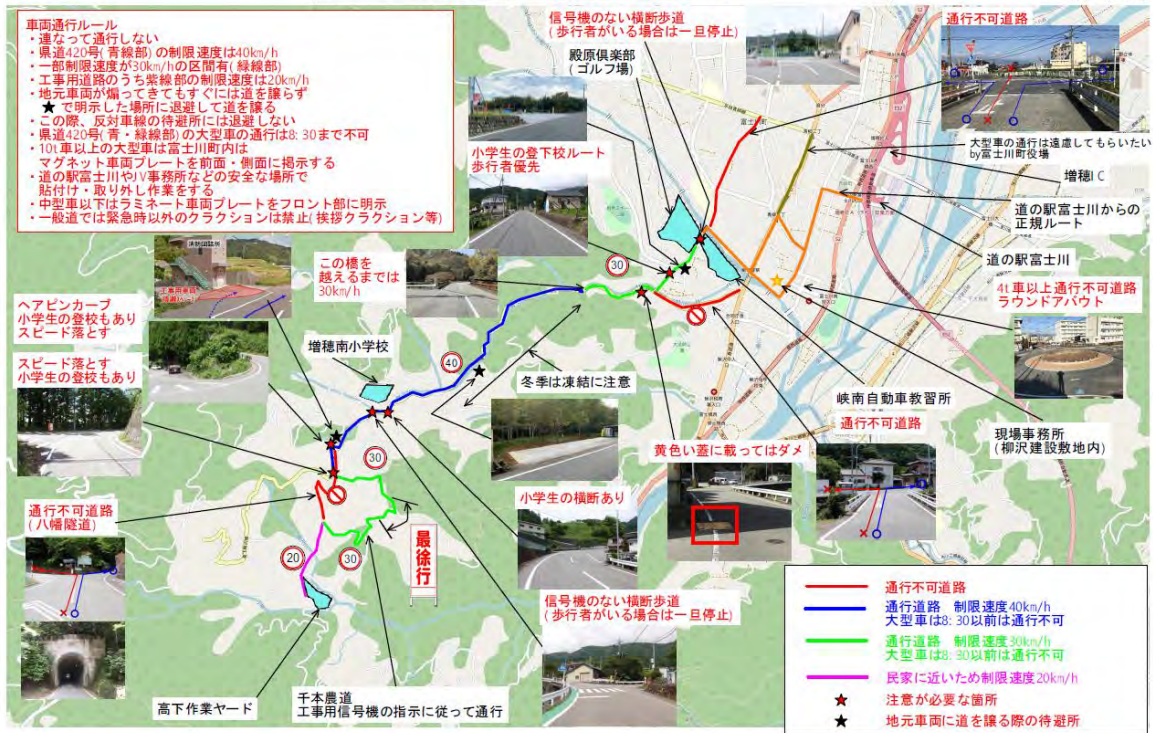 車両通行ルール
・連なって通行しない
・県道420号(青線部)の制限速度は40km/h
・一部制限速度が30km/hの区間有(緑線部)
・工事用道路のうち紫線部の制限速度は20km/h
・地元車両が煽ってきてもすぐには道を譲らず
★で明示した場所に退避して道を譲る
・この際、反対車線の待避所には退避しない
・県道420号(青・緑線部)の大型車の通行は8:30まで不可
・10t車以上の大型車は富士川町内は
マグネット車両プレートを前面・側面に掲示する
・道の駅富士川やJV事務所などの安全な場所で
貼付け・取り外し作業をする
・中型車以下はラミネート車両プレートをフロント部に明示
・一般道では緊急時以外のクラクションは禁止(挨拶クラクション等)
信号機のない横断歩道
(歩行者がいる場合は一旦停止)
殿原倶楽部
(ゴルフ場)
通行不可道路
小学生の登下校ルート
歩行者優先
大型車の通行は遠慮してもらいたい
by富士川町役場
増穂IC
道の駅富士川からの
正規ルート
道の駅富士川
4t車以上通行不可道路
ラウンドアバウト
この橋を
越えるまでは
30km/h
30
ヘアピンカーブ
小学生の登校もあり
スピード落とす
スピード落とす
小学生の登校もあり
増穂南小学校
40
冬季は凍結に注意
峡南自動車教習所
通行不可道路
現場事務所
(柳沢建設敷地内)
黄色い蓋に載ってはダメ
30
小学生の横断あり
通行不可道路
(八幡隧道)
20
30
最徐行
信号機のない横断歩道
(歩行者がいる場合は一旦停止)
高下作業ヤード
千本農道
工事用信号機の指示に従って通行
通行不可道路
通行道路 制限速度40km/h
大型車は8:30以前は通行不可
通行道路 制限速度30km/h
大型車は8:30以前は通行不可
民家に近いため制限速度20km/h
★ 注意が必要な箇所
★ 地元車両に道を譲る際の待避所